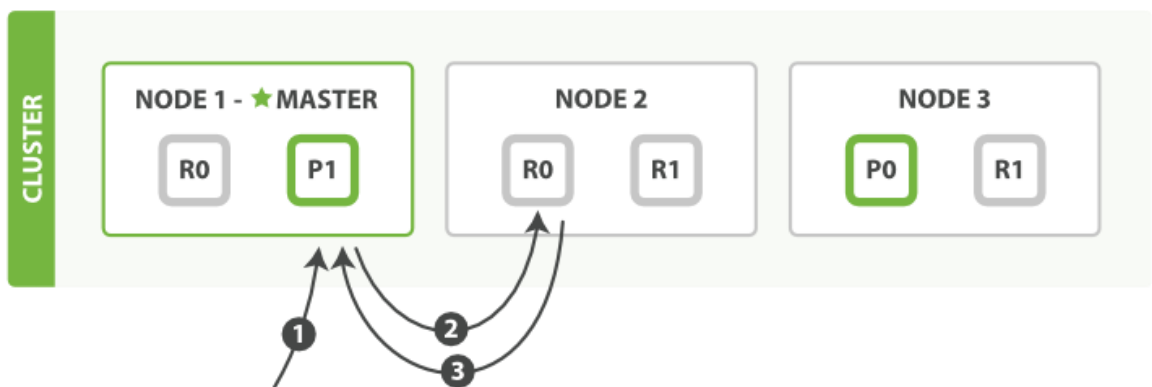 CLUSTER
NODE 1 - ★ MASTER
R0
P1
NODE 2
R0
R1
NODE 3
P0
R1
1
2
3